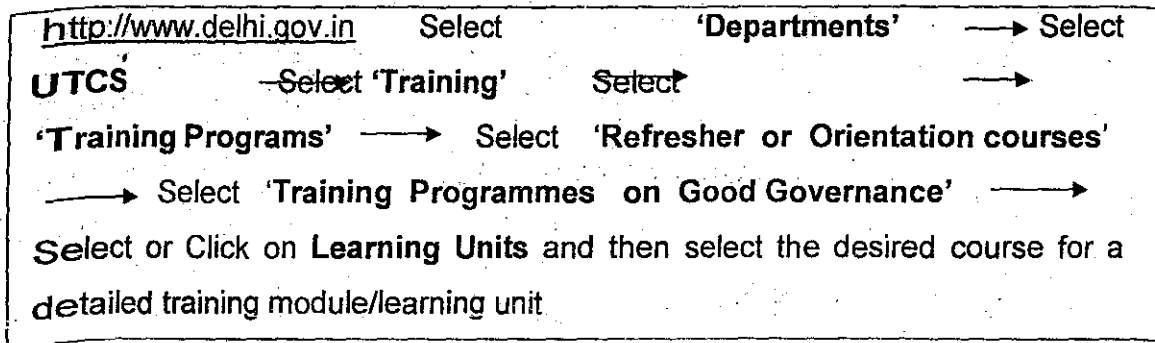 http://www.delhi.gov.in Select 'Departments' → Select
UTCS Select 'Training' Select →
'Training Programs' → Select 'Refresher or Orientation courses'
→ Select 'Training Programmes on Good Governance' →
Select or Click on Learning Units and then select the desired course for a
detailed training module/learning unit